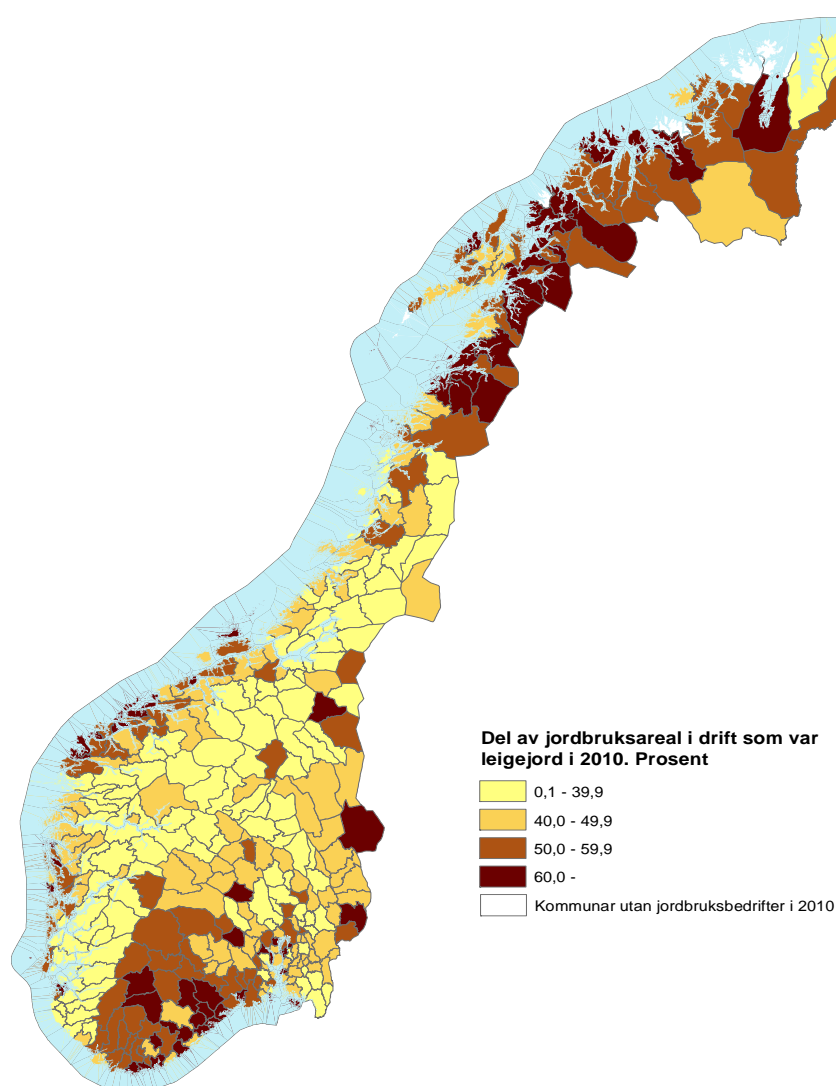 Del av jordbruksareal i drift som var
leigejord i 2010. Prosent
0,1 - 39,9
40,0 - 49,9
50,0 - 59,9
60,0 -
Kommunar utan jordbruksbedrifter i 2010